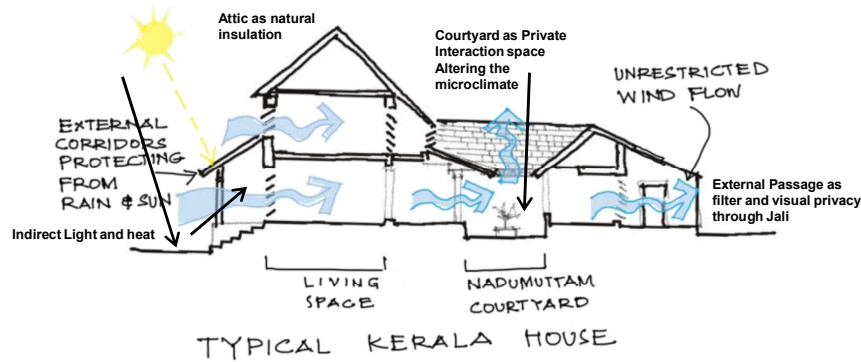 Attic as natural
insulation
Courtyard as Private
Interaction space
Altering the
microclimate
UNRESTRICTED
WIND FLOW
EXTERNAL
CORRIDORS
PROTECTING
FROM
RAIN & SUN
Indirect Light and heat
External Passage as
filter and visual privacy
through Jali
LIVING
SPACE
NADUMUTTAM
COURTYARD
TYPICAL KERALA HOUSE